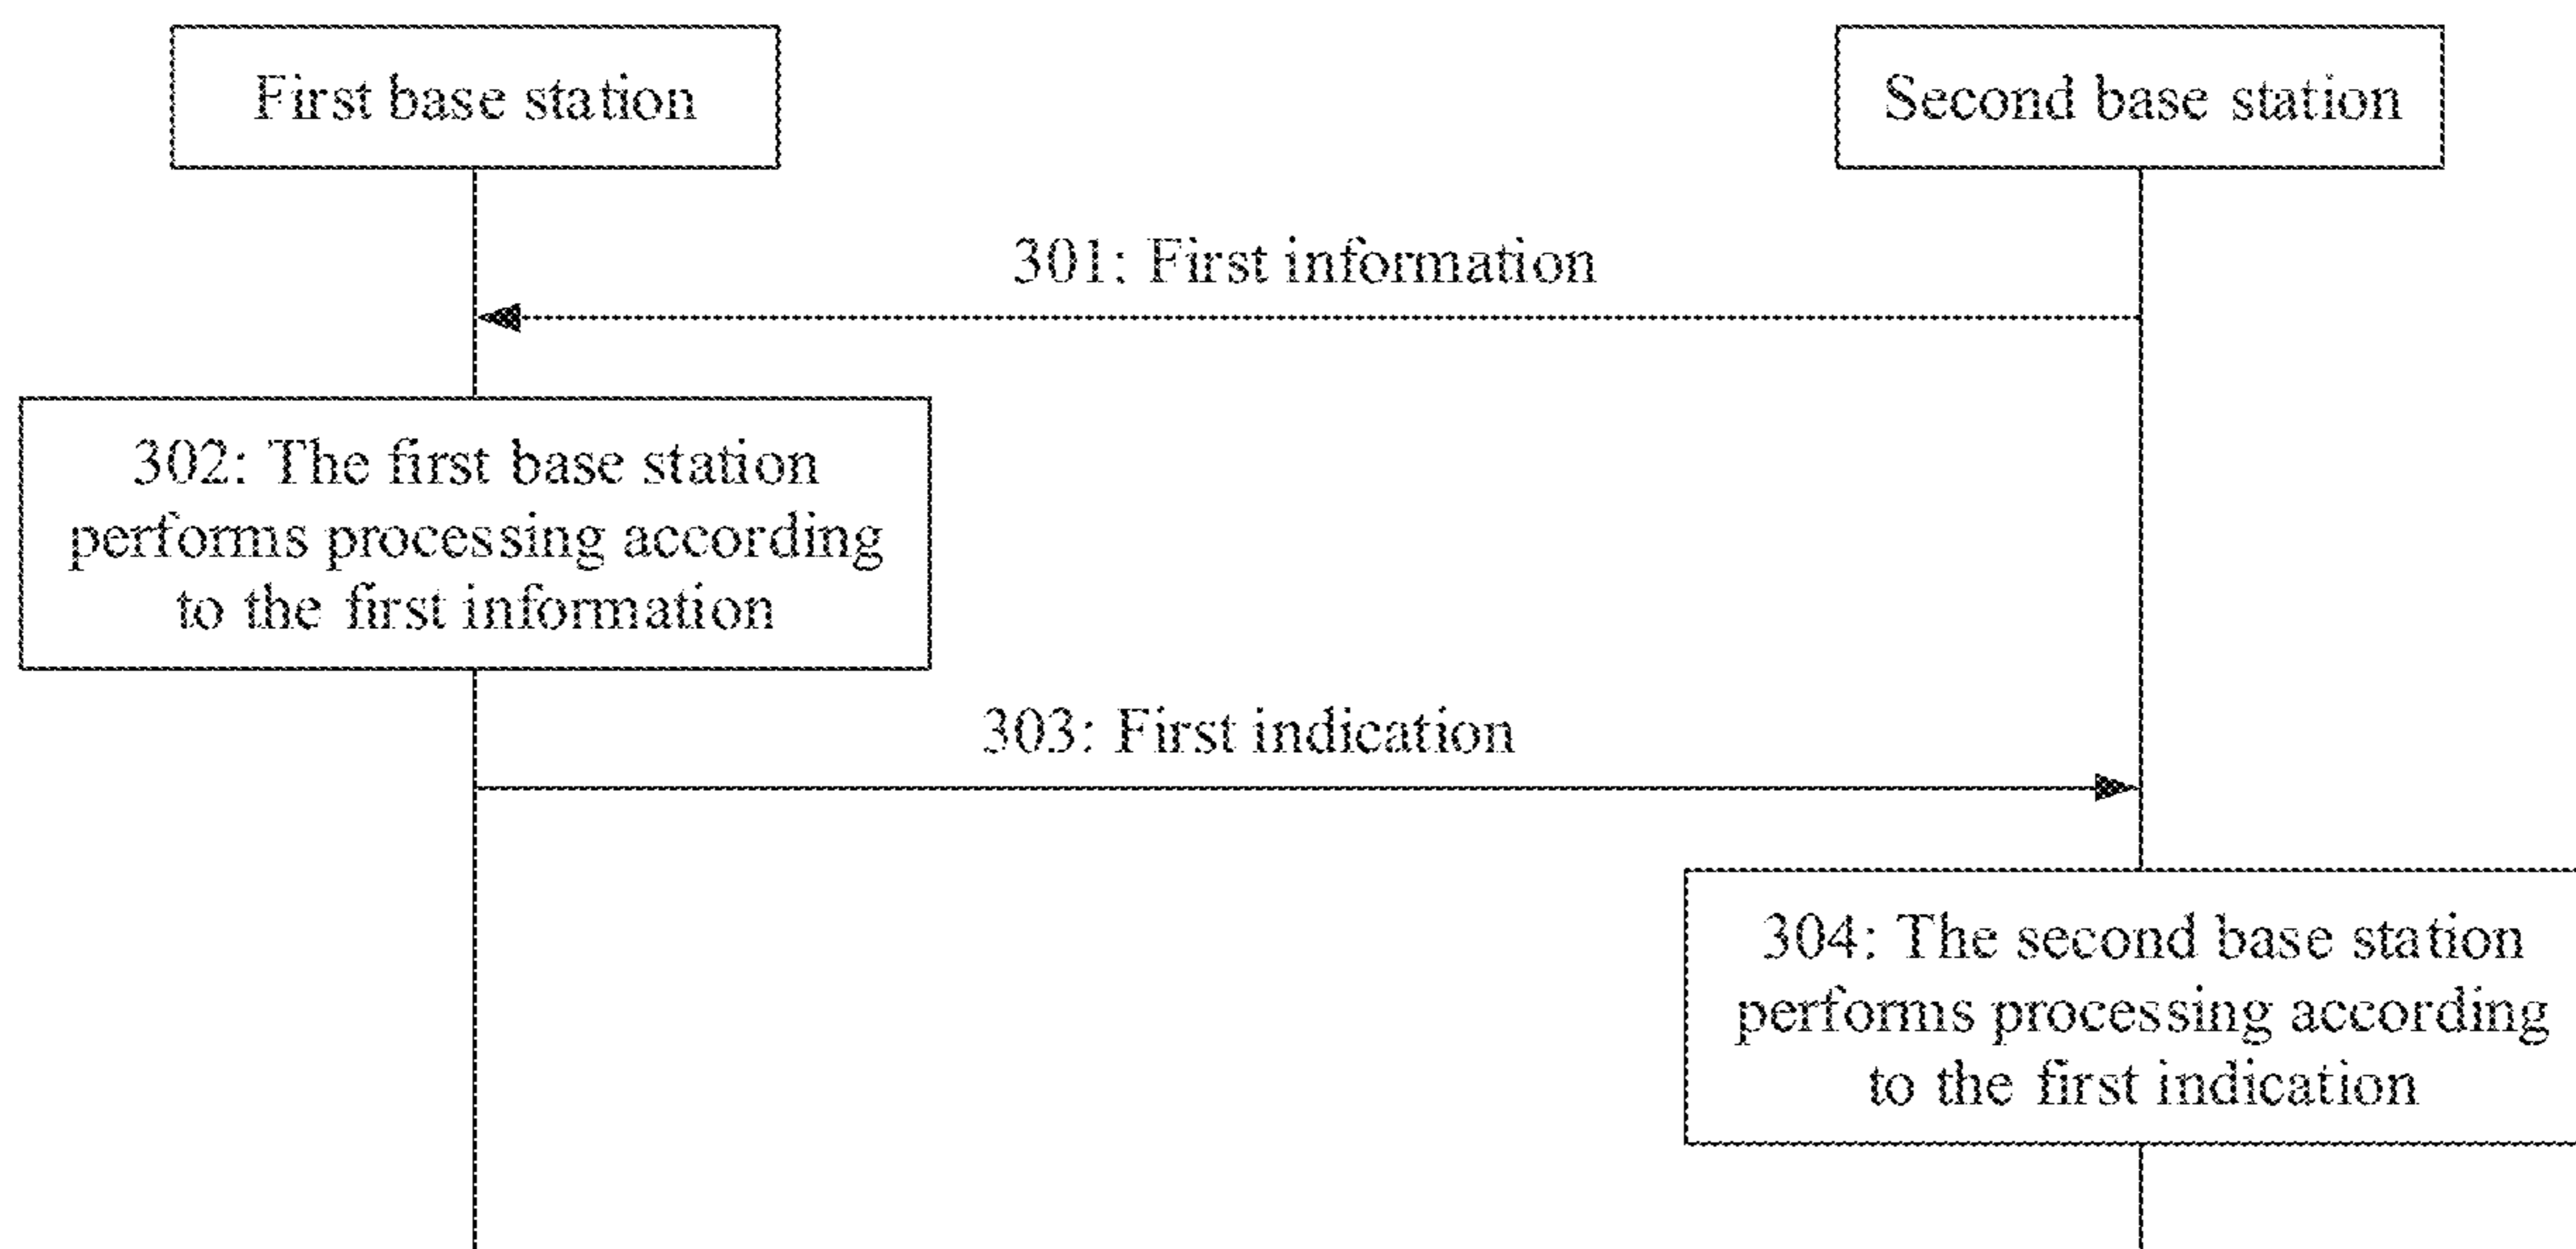 First base station
Second base station
301: First information
302: The first base station
performs processing according
to the first information
303: First indication
304: The second base station
performs processing according
to the first indication